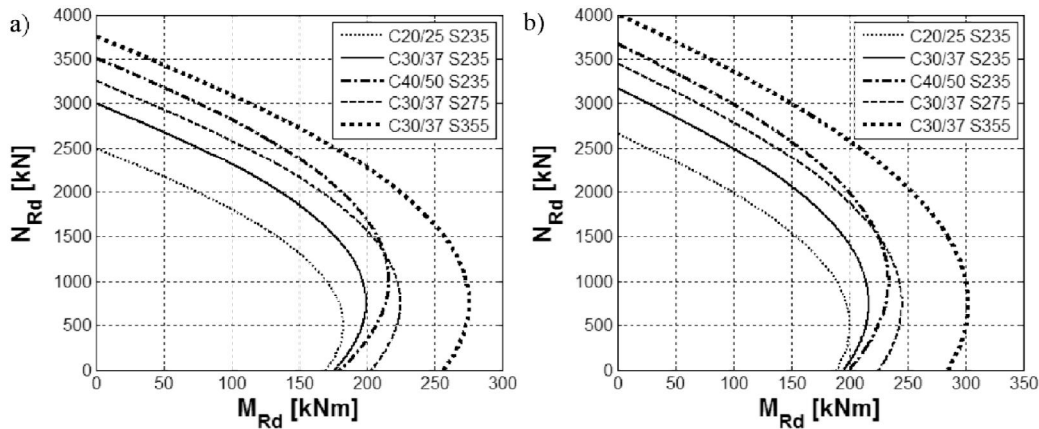 a)
4000
3500
3000
2500
2000
1500
1000
500
0
N_Rd [kN]
0 50 100 150 200 250 300
M_Rd [kNm]
C20/25 S235
C30/37 S235
C40/50 S235
C30/37 S275
C30/37 S355
b)
4000
3500
3000
2500
2000
1500
1000
500
0
N_Rd [kN]
0 50 100 150 200 250 300 350
M_Rd [kNm]
C20/25 S235
C30/37 S235
C40/50 S235
C30/37 S275
C30/37 S355